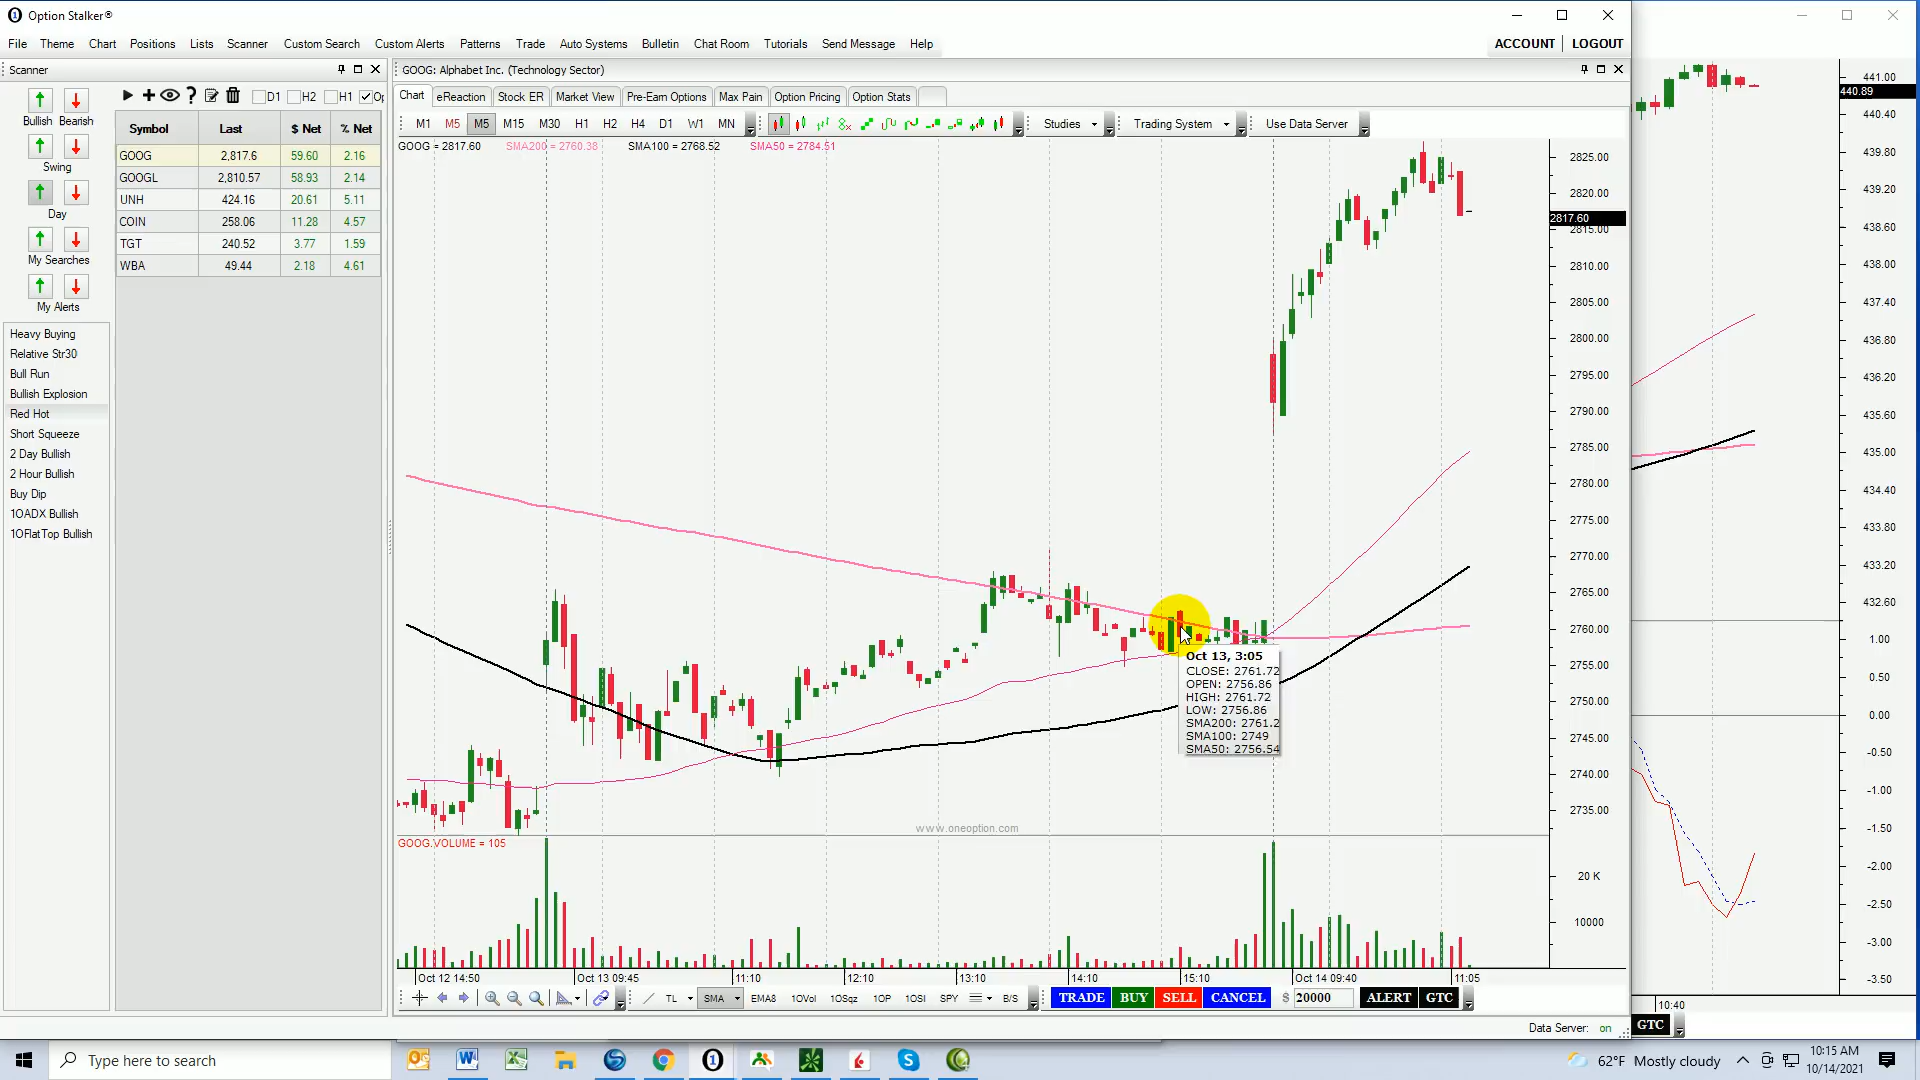 Option Stalker®
File Theme Chart Positions Lists Scanner Custom Search Custom Alerts Patterns Trade Auto Systems Bulletin Chat Room Tutorials Send Message Help
ACCOUNT LOGOUT
Scanner
GOOG: Alphabet Inc. (Technology Sector)
D1 H2 H1
Bullish Bearish
Swing
Day
My Searches
My Alerts
Heavy Buying
Relative Str30
Bull Run
Bullish Explosion
Red Hot
Short Squeeze
2 Day Bullish
2 Hour Bullish
Buy Dip
1OADX Bullish
1OFlatTop Bullish
Symbol Last $ Net % Net
GOOG 2,817.6 59.60 2.16
GOOGL 2,810.57 58.93 2.14
UNH 424.16 20.61 5.11
COIN 258.06 11.28 4.57
TGT 240.52 3.77 1.59
WBA 49.44 2.18 4.61
Chart eReaction Stock ER Market View Pre-Earn Options Max Pain Option Pricing Option Stats
M1 M5 M5 M15 M30 H1 H2 H4 D1 W1 MN
Studies Trading System Use Data Server
GOOG = 2817.60 SMA200 = 2760.38 SMA100 = 2768.52 SMA50 = 2784.51
2825.00
2820.00
2817.60
2815.00
2810.00
2805.00
2800.00
2795.00
2790.00
2785.00
2780.00
2775.00
2770.00
2765.00
2760.00
2755.00
2750.00
2745.00
2740.00
2735.00
Oct 13, 3:05
CLOSE: 2761.72
OPEN: 2756.86
HIGH: 2761.72
LOW: 2756.86
SMA200: 2761.2
SMA100: 2749
SMA50: 2756.54
www.oneoption.com
GOOG.VOLUME = 105
20 K
10000
Oct 12 14:50 Oct 13 09:45 11:10 12:10 13:10 14:10 15:10 Oct 14 09:40 11:05
TL SMA EMA8 1OVol 1OSqz 1OP 1OSI SPY B/S
TRADE BUY SELL CANCEL $ 20000 ALERT GTC
Data Server: on
441.00
440.89
440.40
439.80
439.20
438.60
438.00
437.40
436.80
436.20
435.60
435.00
434.40
433.80
433.20
432.60
1.00
0.50
0.00
-0.50
-1.00
-1.50
-2.00
-2.50
-3.00
-3.50
10:40
GTC
Type here to search
62°F Mostly cloudy
10:15 AM
10/14/2021